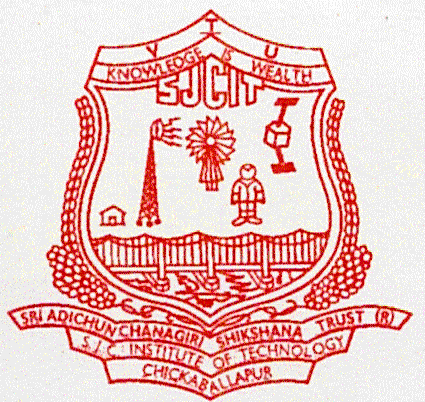 Y I U
KNOWLEDGE IS WEALTH
SJCIT
SRI ADICHUNCHANAGIRI SHIKSHANA TRUST (R)
S.J.C. INSTITUTE OF TECHNOLOGY
CHICKABALLAPUR